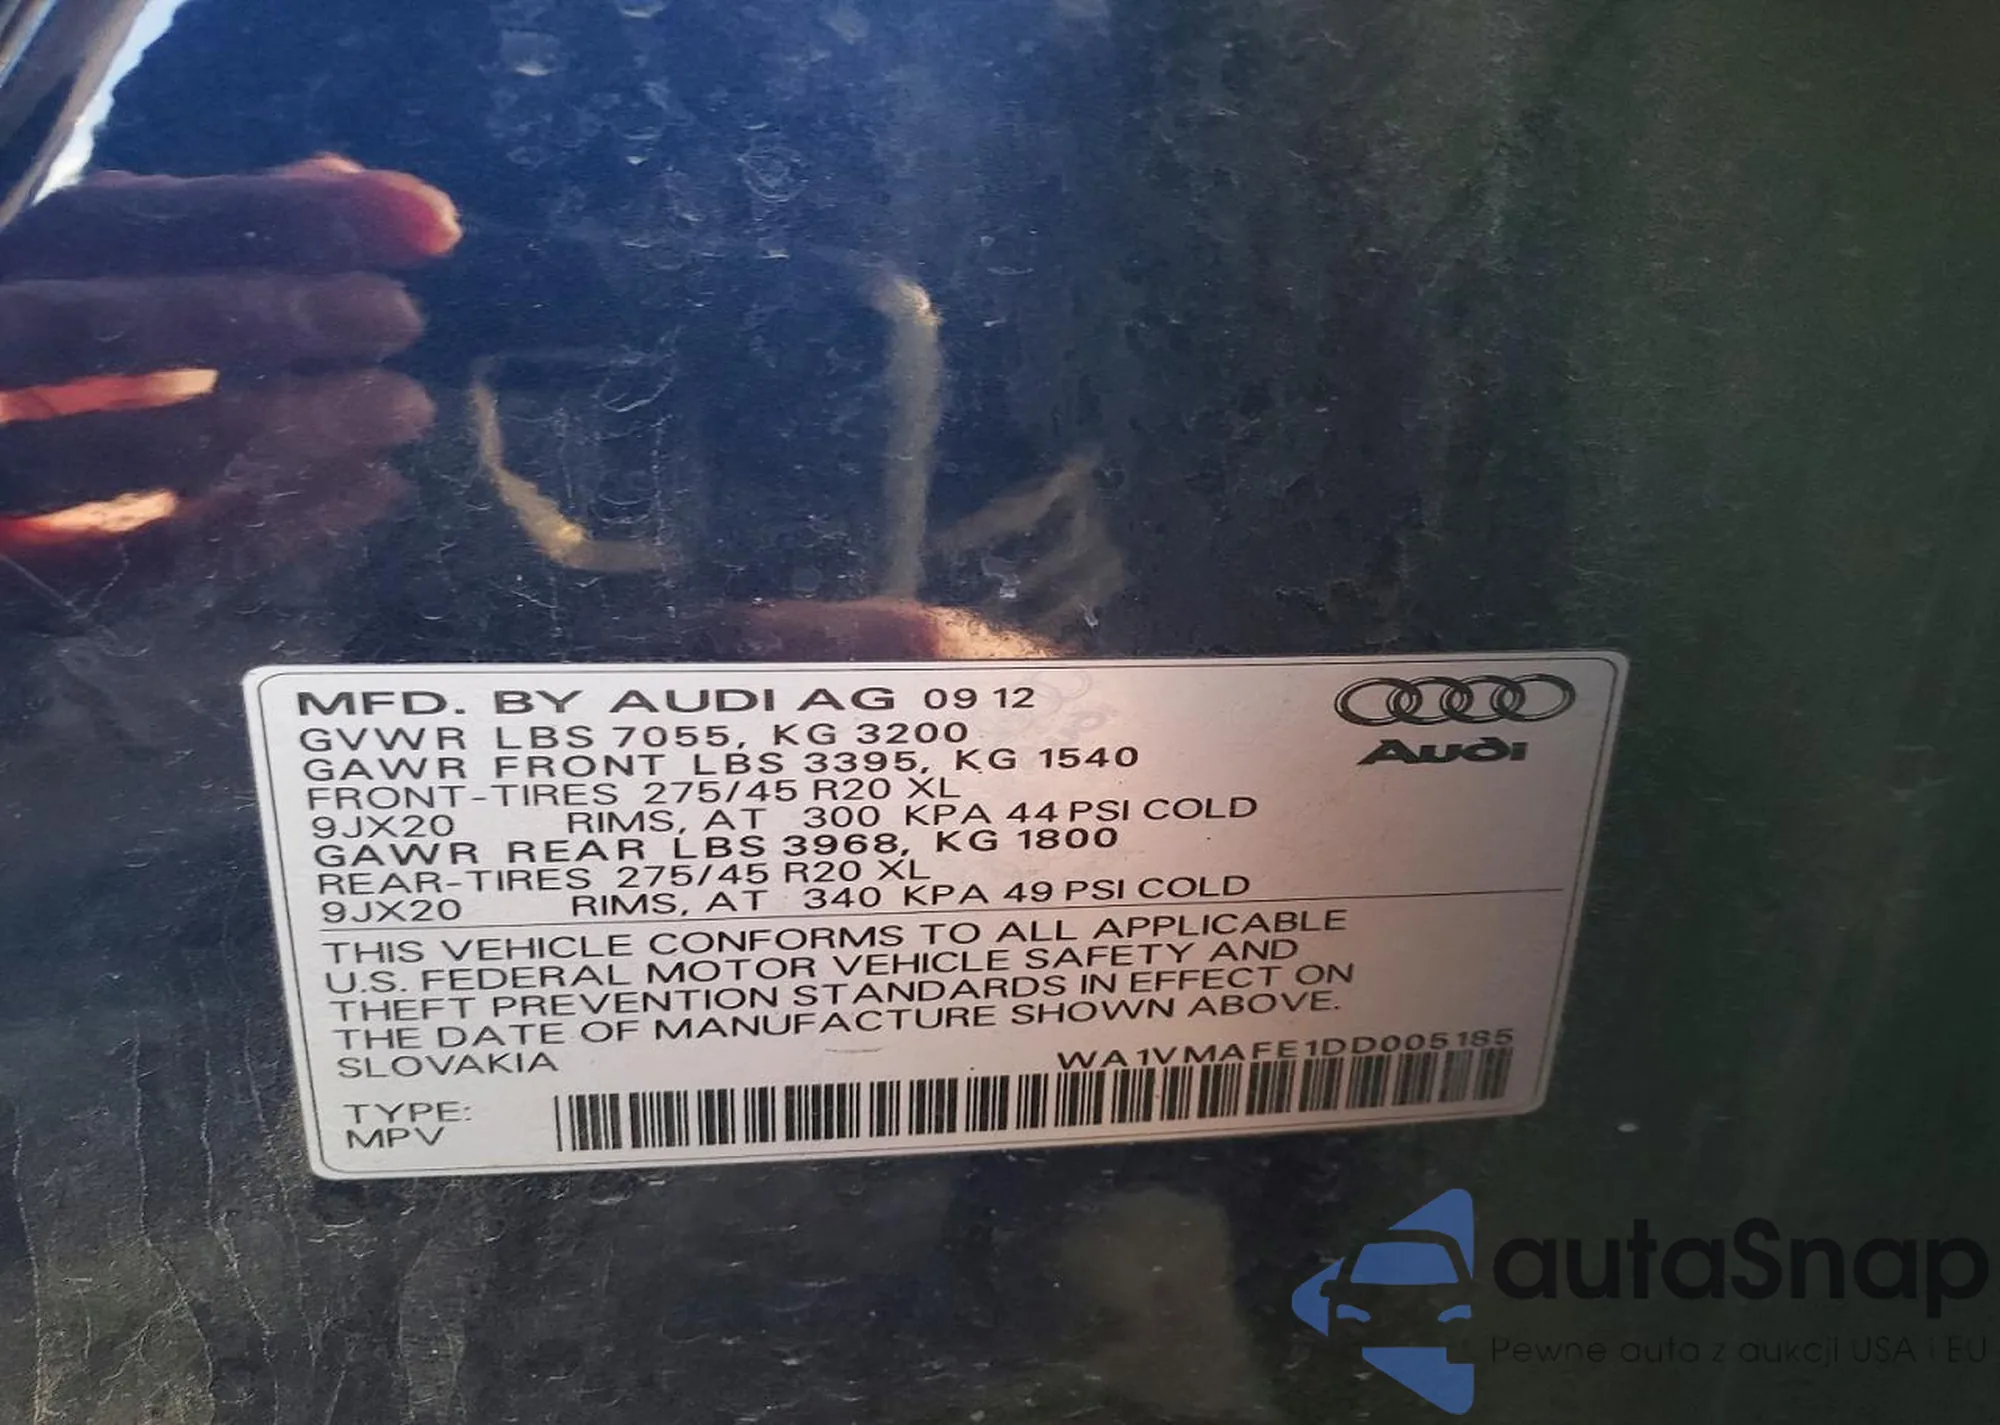 MFD. BY AUDI AG 09 12
GVWR LBS 7055, KG 3200
GAWR FRONT LBS 3395, KG 1540
FRONT-TIRES 275/45 R20 XL
9JX20 RIMS, AT 300 KPA 44 PSI COLD
GAWR REAR LBS 3968, KG 1800
REAR-TIRES 275/45 R20 XL
9JX20 RIMS, AT 340 KPA 49 PSI COLD
Audi
THIS VEHICLE CONFORMS TO ALL APPLICABLE
U.S. FEDERAL MOTOR VEHICLE SAFETY AND
THEFT PREVENTION STANDARDS IN EFFECT ON
THE DATE OF MANUFACTURE SHOWN ABOVE.
SLOVAKIA WA1VMAFE1DD005185
TYPE:
MPV
autaSnap
Pewne auta z aukcji USA i EU